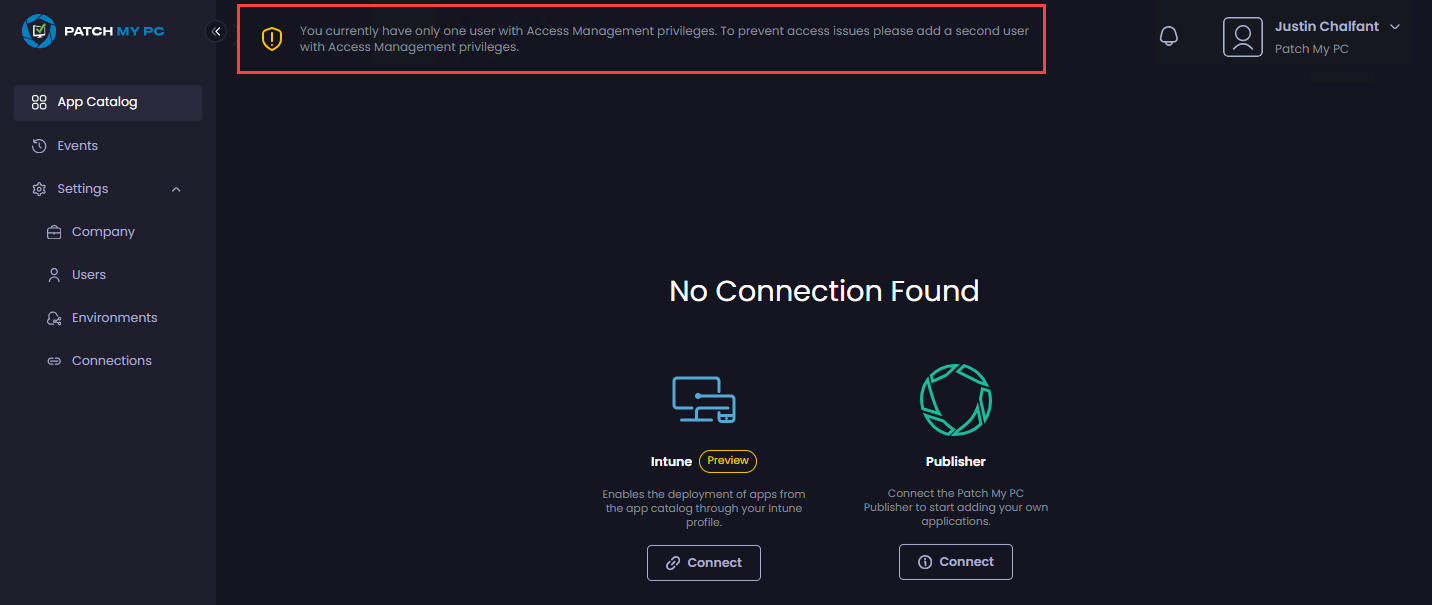 PATCH MY PC
You currently have only one user with Access Management privileges. To prevent access issues please add a second user
with Access Management privileges.
Justin Chalfant
Patch My PC
App Catalog
Events
Settings
Company
Users
Environments
Connections
No Connection Found
Intune Preview
Enables the deployment of apps from
the app catalog through your Intune
profile.
Connect
Publisher
Connect the Patch My PC
Publisher to start adding your own
applications.
Connect